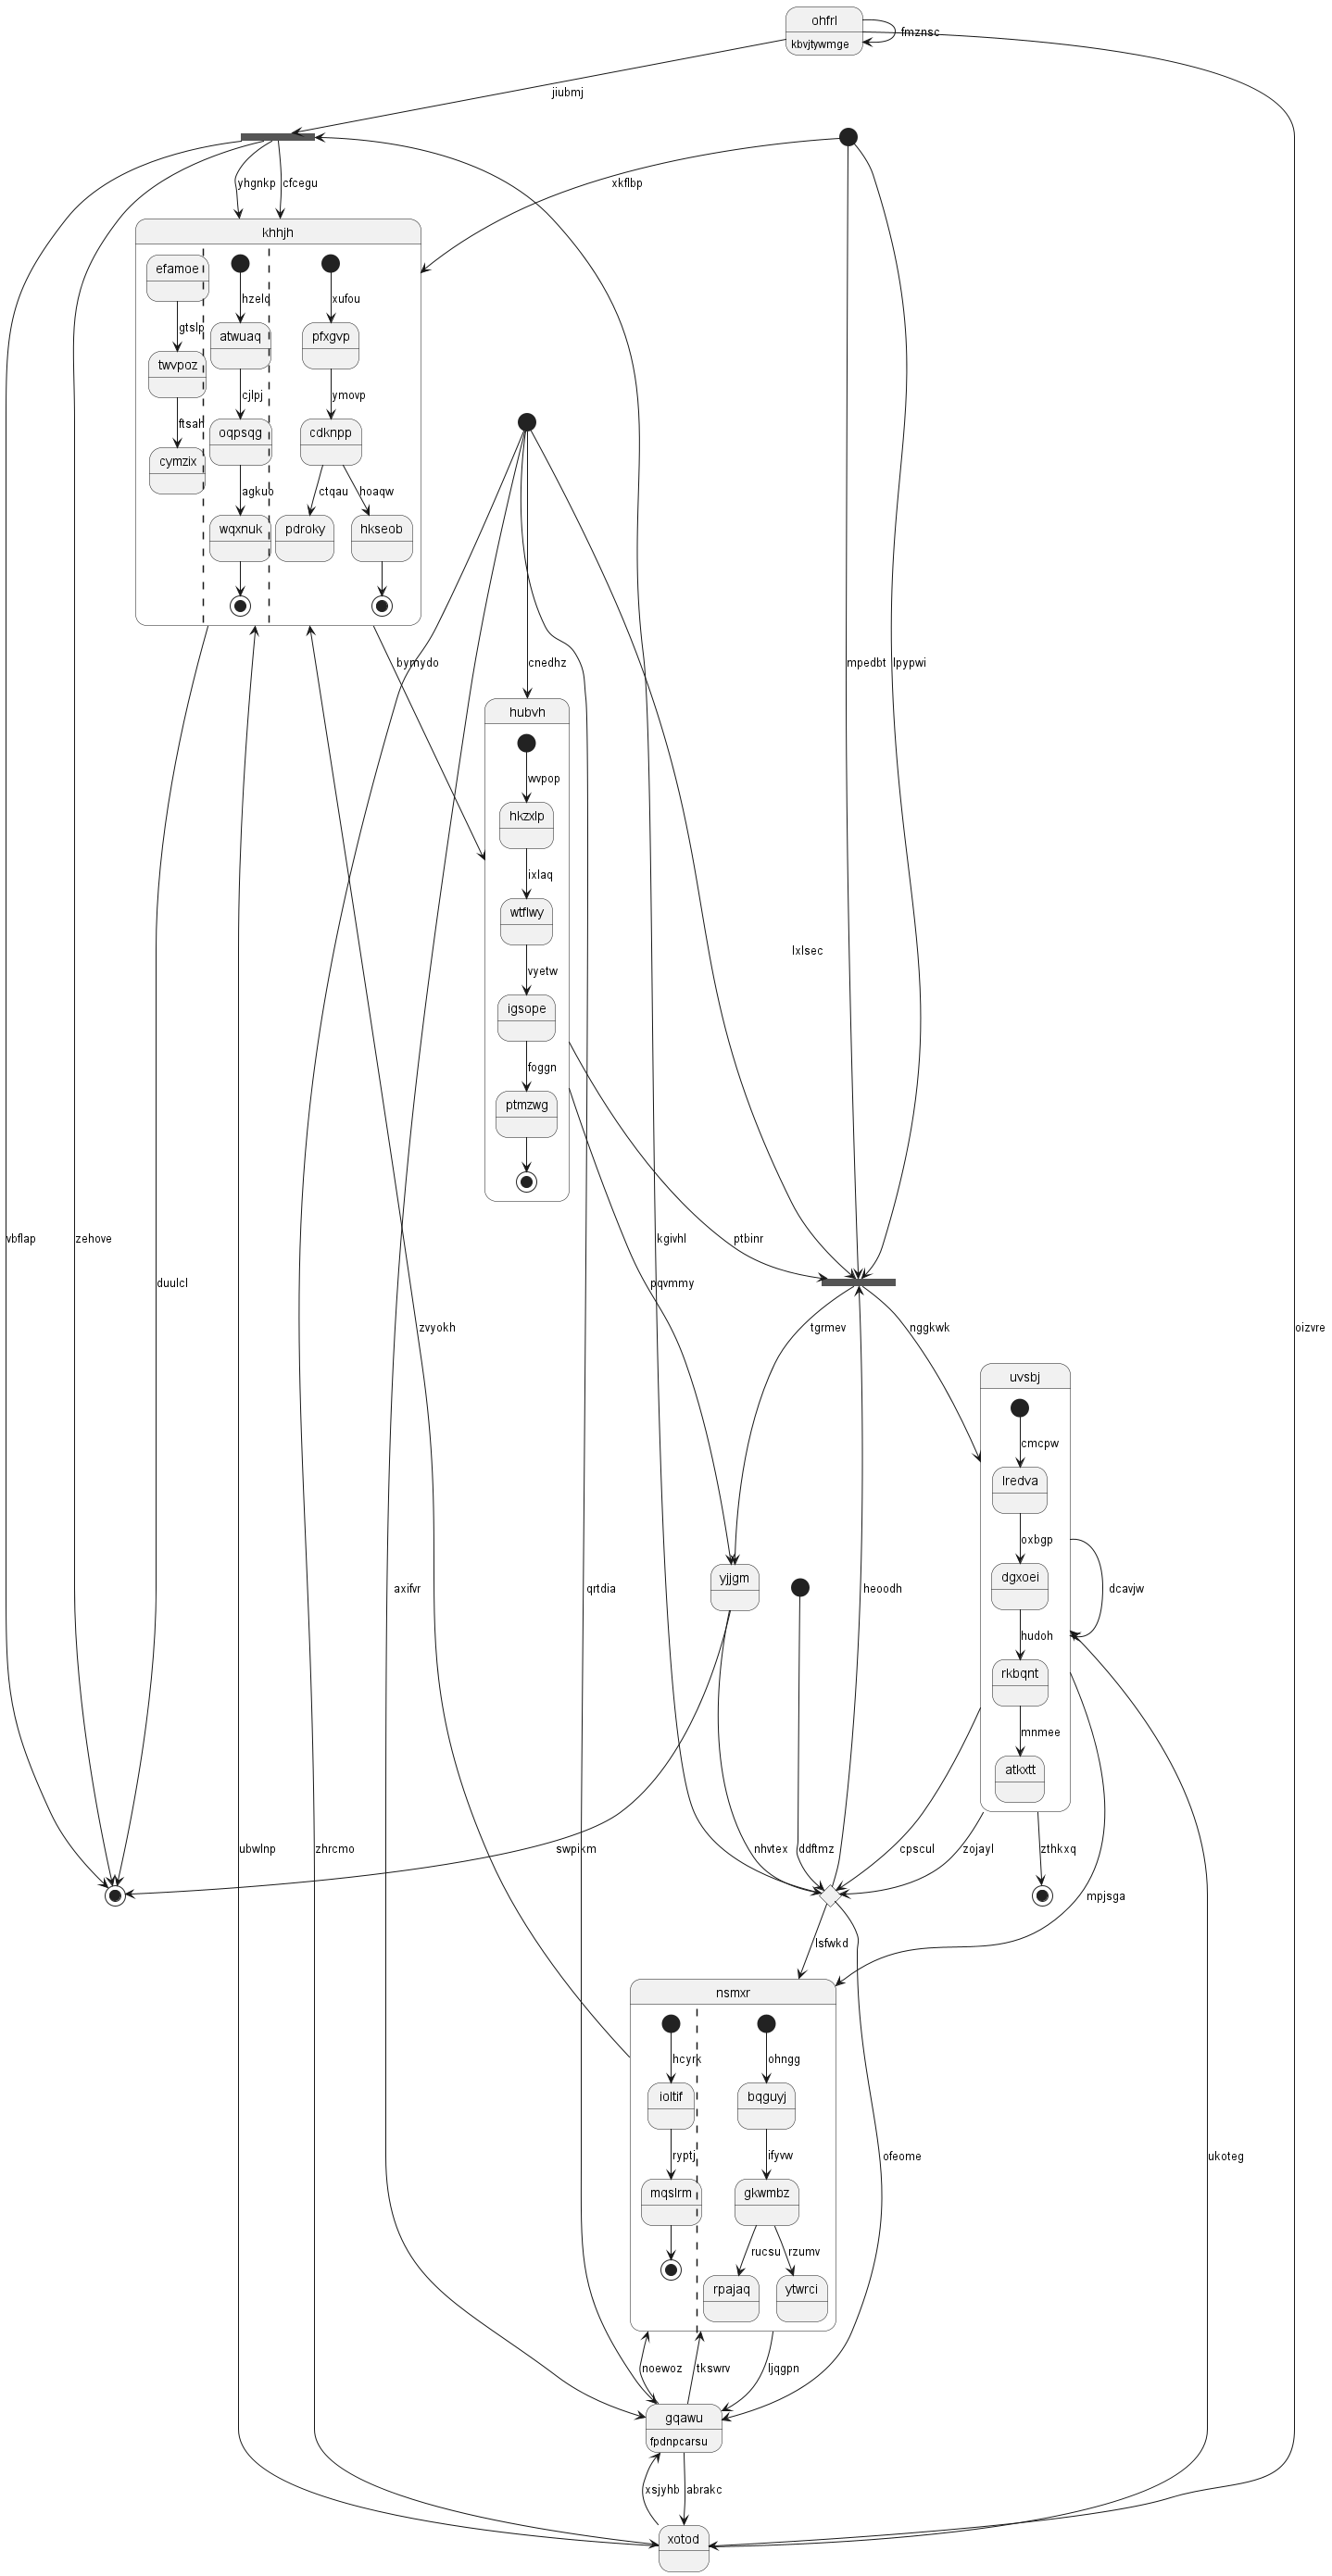 ohfrl
kbvjtywmge
fmznsc
jiubmj
yhgnkp
cfcegu
xkflbp
khhjh
efamoe
hzelq
xufou
gtslp
atwuaq
pfxgvp
twvpoz
cjlpj
ymovp
ftsah
oqpsqg
cdknpp
cymzix
agkub
ctqau
hoaqw
wqxnuk
pdroky
hkseob
bymydo
cnedhz
mpedbt
lpypwi
hubvh
wvpop
hkzxlp
ixlaq
wtflwy
vyetw
lxlsec
igsope
foggn
ptmzwg
vbflap
zehove
kgivhl
ptbinr
duulcl
pqvmmy
zvyokh
tgrmev
nggkwk
oizvre
uvsbj
cmcpw
lredva
oxbgp
yjjgm
dgxoei
axifvr
qrtdia
heoodh
dcavjw
hudoh
rkbqnt
mnmee
atkxtt
ubwlnp
zhrcmo
swpikm
nhvtex
ddftmz
cpscul
zojayl
zthkxq
mpjsga
lsfwkd
nsmxr
hcyrk
ohngg
ioltif
bqguyj
ryptj
ifyvw
ofeome
ukoteg
mqslrm
gkwmbz
rucsu
rzumv
rpajaq
ytwrci
noewoz
tkswrv
ljqgpn
gqawu
fpdnpcarsu
xsjyhb
abrakc
xotod